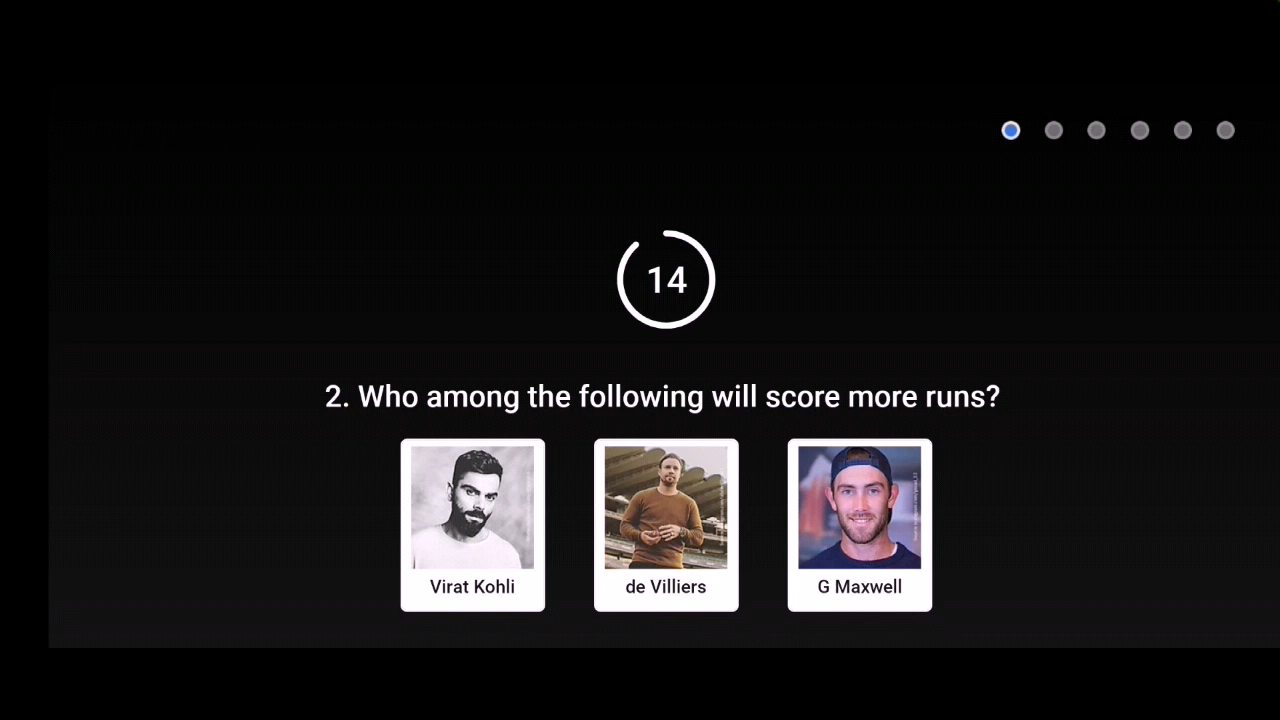 14
2. Who among the following will score more runs?
Virat Kohli
de Villiers
G Maxwell